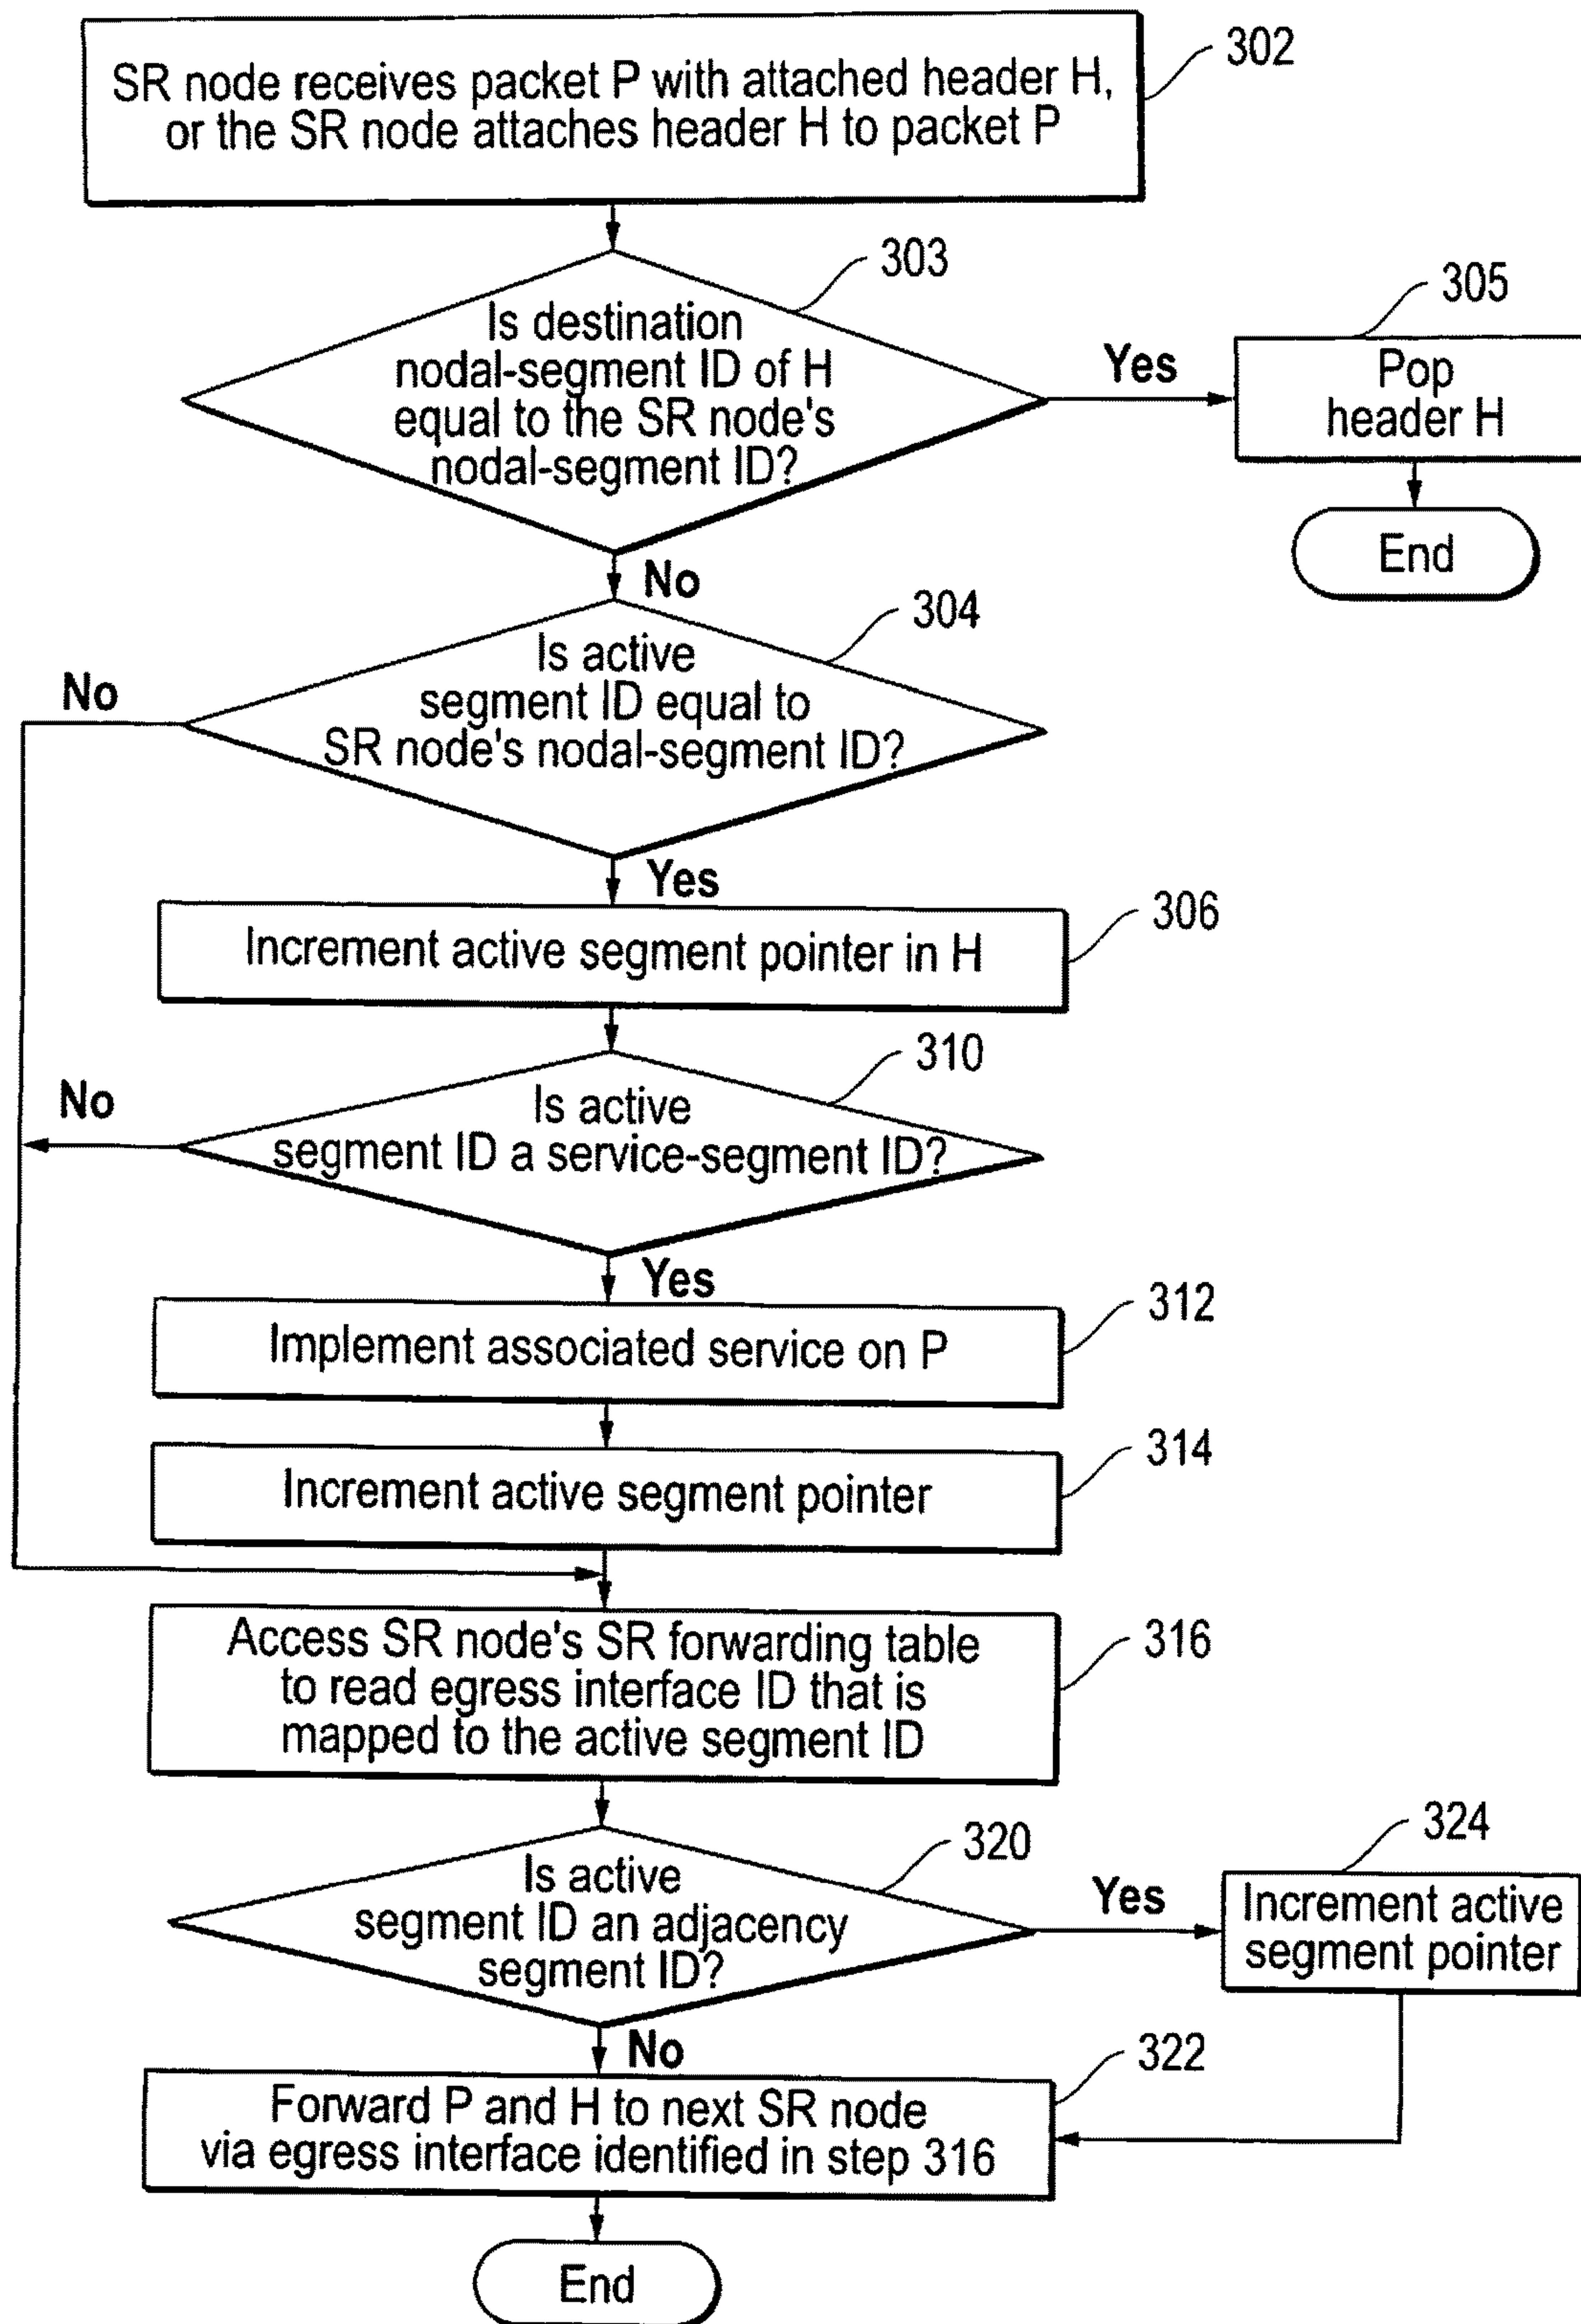 302
SR node receives packet P with attached header H,
or the SR node attaches header H to packet P
303
Is destination
nodal-segment ID of H
equal to the SR node's
nodal-segment ID?
Yes
305
Pop
header H
End
No
304
Is active
segment ID equal to
SR node's nodal-segment ID?
No
Yes
306
Increment active segment pointer in H
310
Is active
segment ID a service-segment ID?
No
Yes
312
Implement associated service on P
314
Increment active segment pointer
316
Access SR node's SR forwarding table
to read egress interface ID that is
mapped to the active segment ID
320
Is active
segment ID an adjacency
segment ID?
Yes
324
Increment active
segment pointer
No
322
Forward P and H to next SR node
via egress interface identified in step 316
End